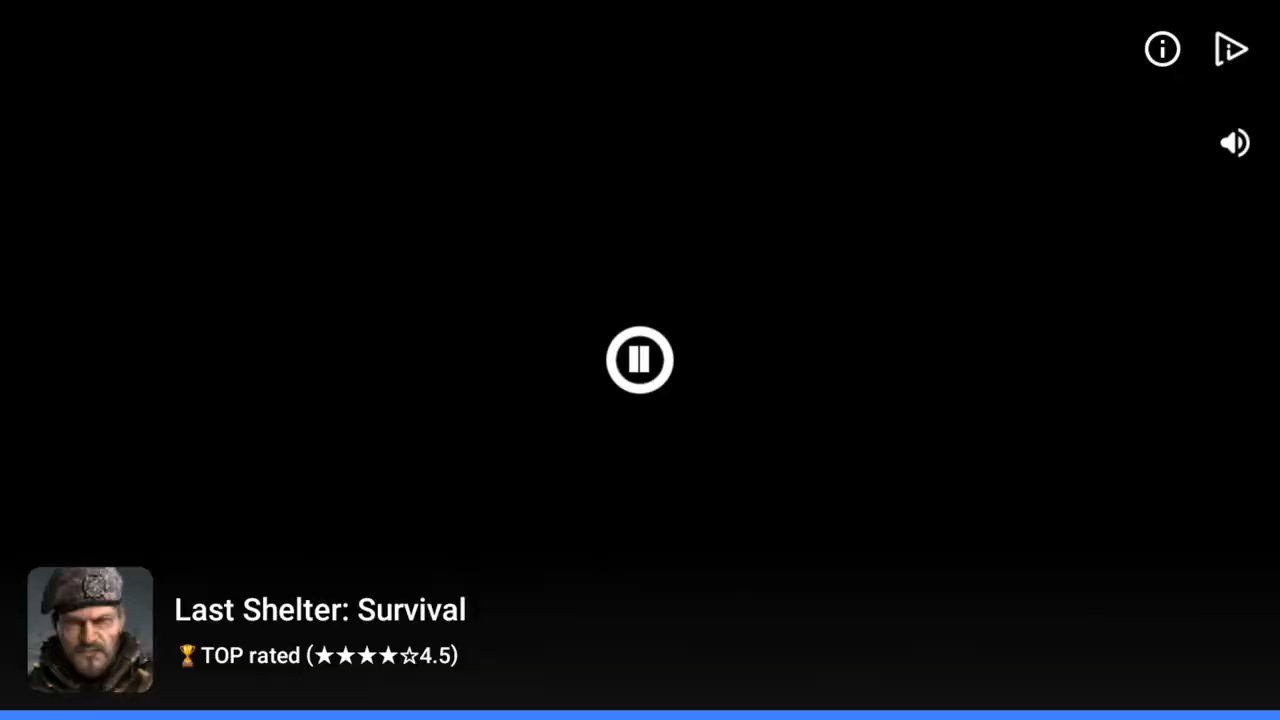 Last Shelter: Survival
🏆TOP rated (★★★★☆4.5)